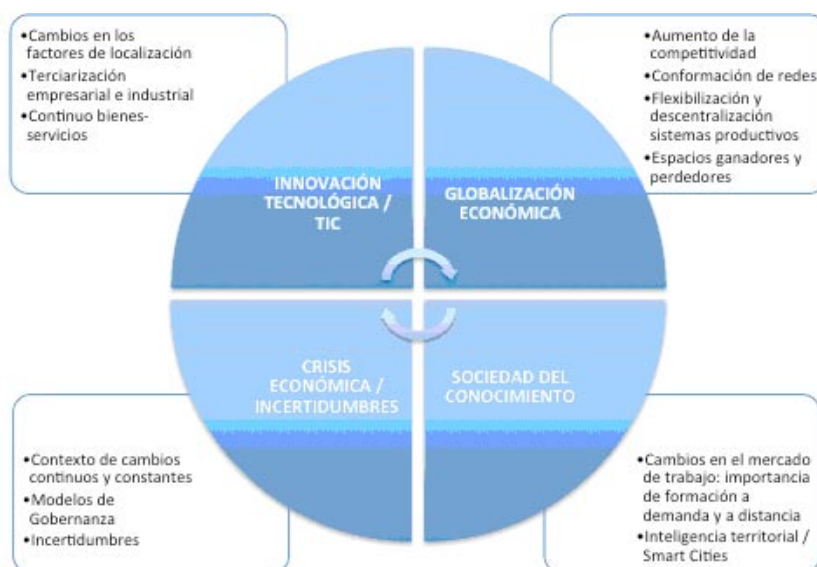 •Cambios en los
factores de localización
•Terciarización
empresarial e industrial
•Continuo bienes-
servicios
•Aumento de la
competitividad
•Conformación de redes
•Flexibilización y
descentralización
sistemas productivos
•Espacios ganadores y
perdedores
INNOVACIÓN
TECNOLÓGICA /
TIC
GLOBALIZACIÓN
ECONÓMICA
CRISIS
ECONÓMICA /
INCERTIDUMBRES
SOCIEDAD DEL
CONOCIMIENTO
•Contexto de cambios
continuos y constantes
•Modelos de
Gobernanza
•Incertidumbres
•Cambios en el mercado
de trabajo: importancia
de formación a
demanda y a distancia
•Inteligencia territorial /
Smart Cities